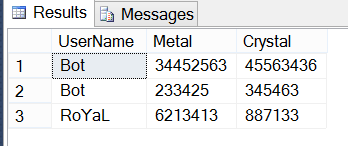 Results Messages
UserName Metal Crystal
1 Bot 34452563 45563436
2 Bot 233425 345463
3 RoYaL 6213413 887133